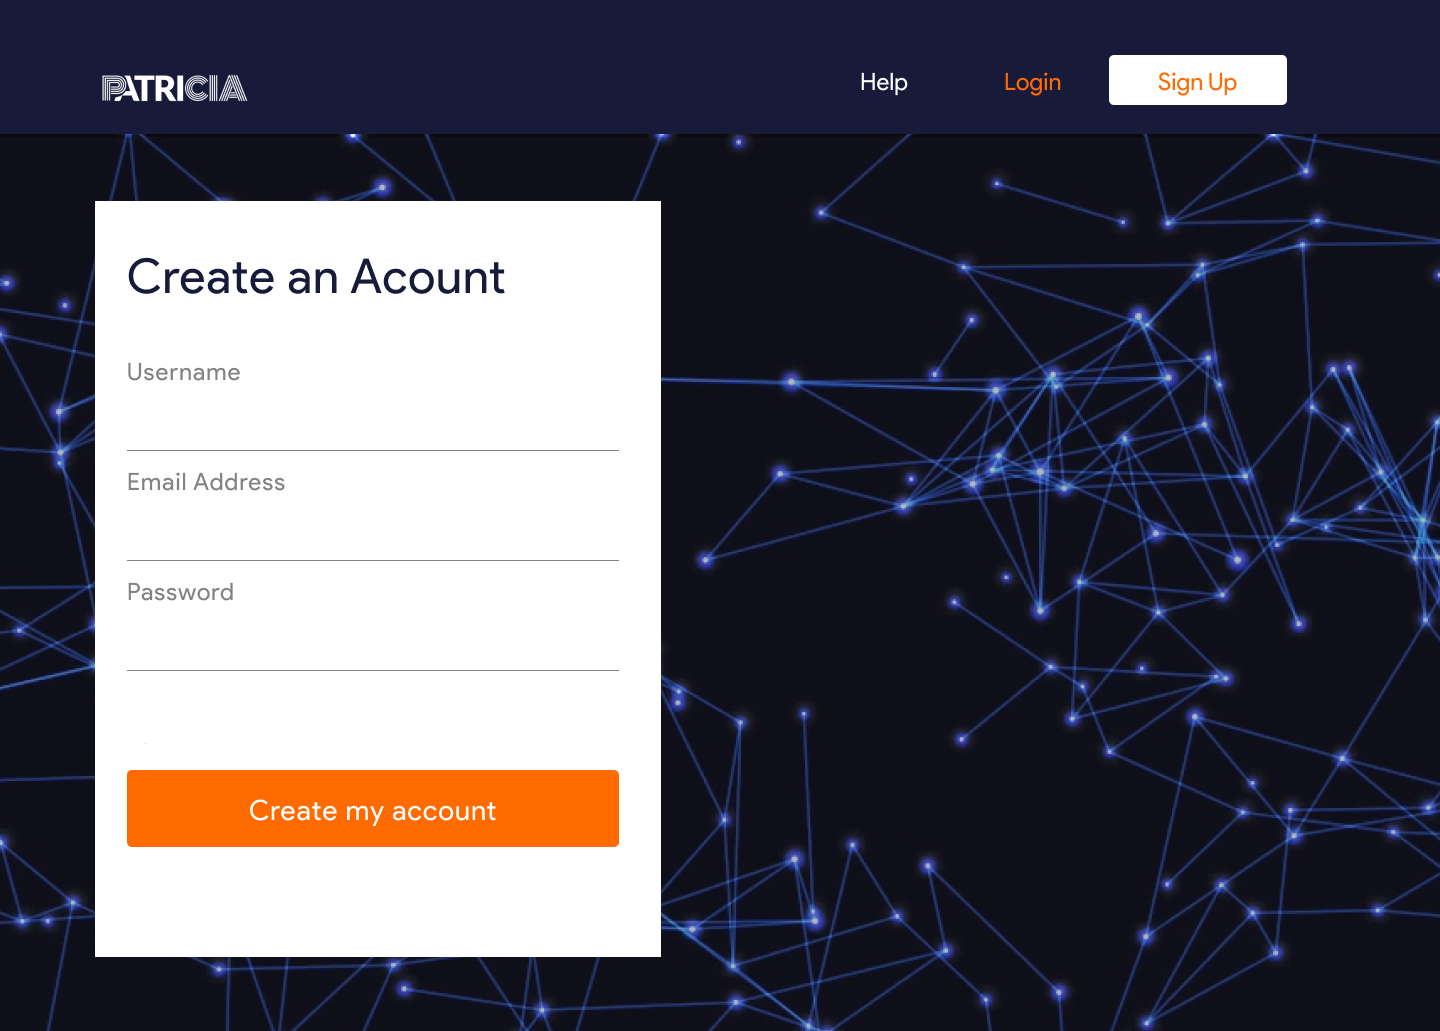 PATRICIA
Help
Login
Sign Up
Create an Acount
Username
Email Address
Password
Create my account